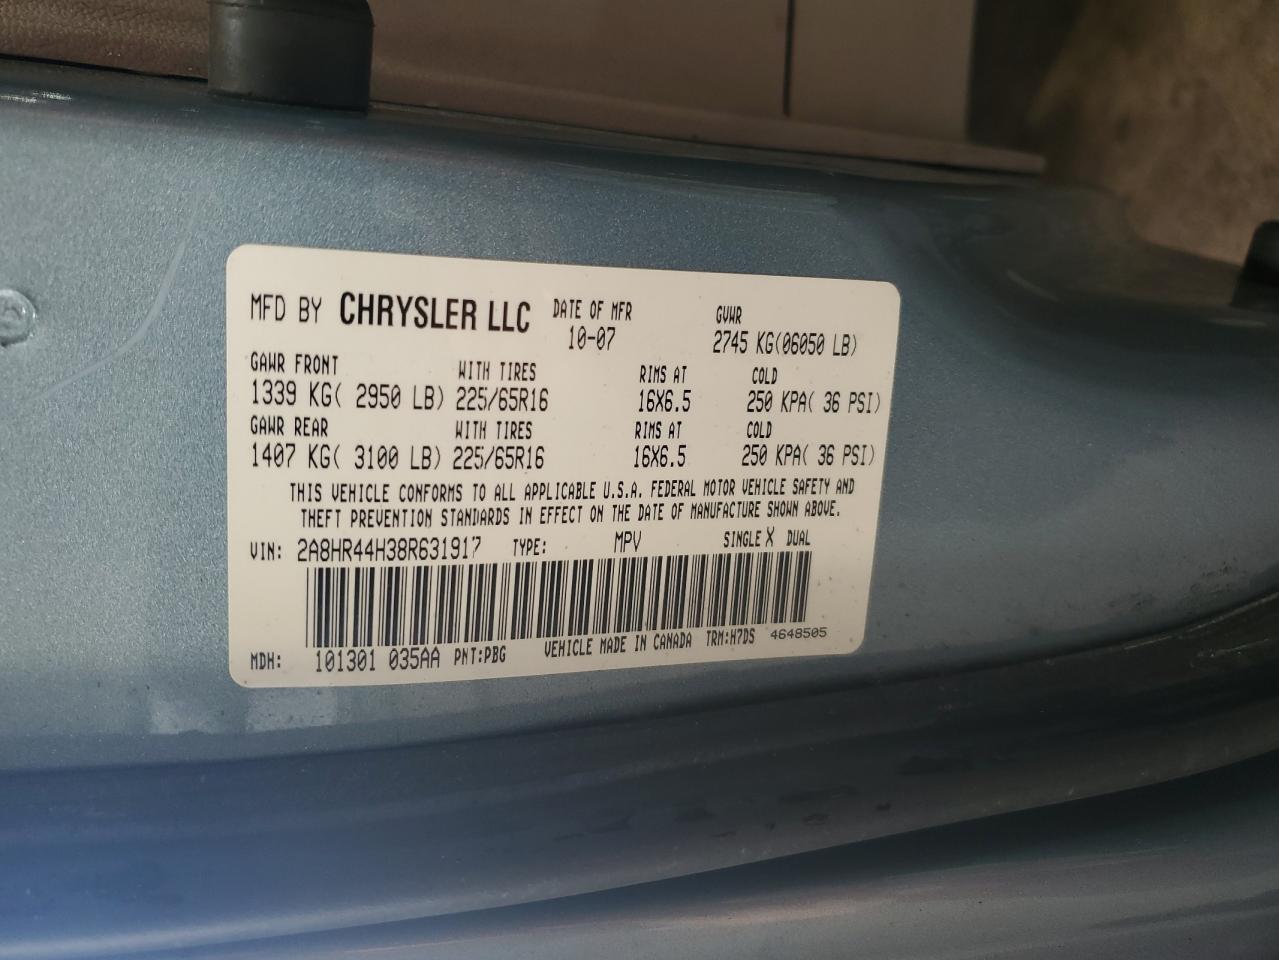 MFD BY CHRYSLER LLC DATE OF MFR GVWR
10-07 2745 KG(06050 LB)
GAWR FRONT WITH TIRES RIMS AT COLD
1339 KG( 2950 LB) 225/65R16 16X6.5 250 KPA( 36 PSI)
GAWR REAR WITH TIRES RIMS AT COLD
1407 KG( 3100 LB) 225/65R16 16X6.5 250 KPA( 36 PSI)
THIS VEHICLE CONFORMS TO ALL APPLICABLE U.S.A. FEDERAL MOTOR VEHICLE SAFETY AND
THEFT PREVENTION STANDARDS IN EFFECT ON THE DATE OF MANUFACTURE SHOWN ABOVE.
VIN: 2A8HR44H38R631917 TYPE: MPV SINGLE X DUAL
MDH: 101301 035AA PNT:PBG VEHICLE MADE IN CANADA TRM:H7DS 4648505